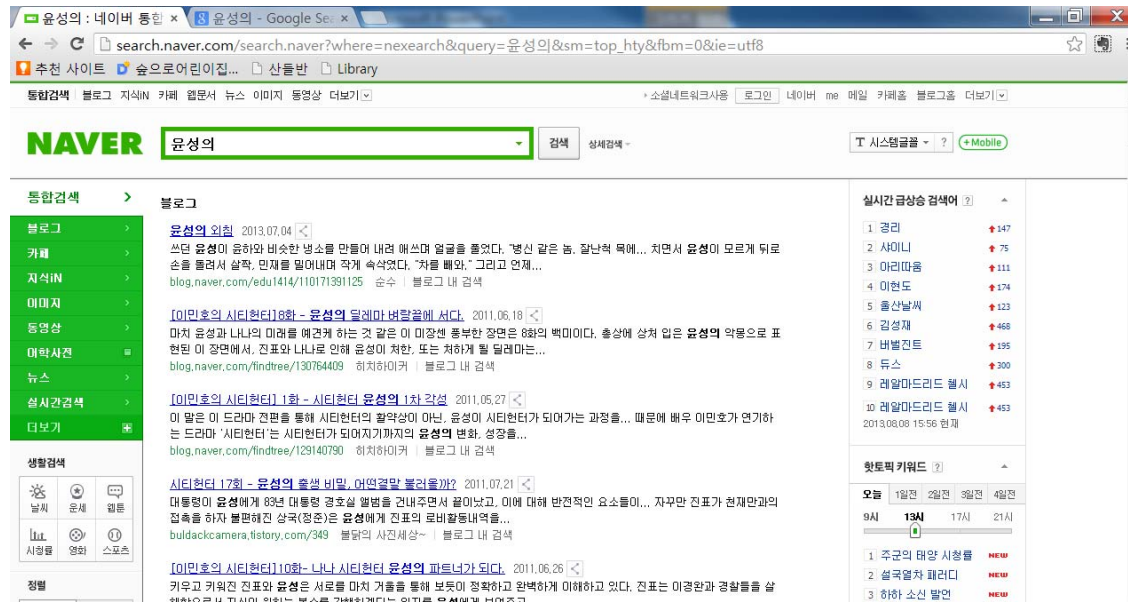 윤성의 : 네이버 통합
윤성의 - Google Sea
search.naver.com/search.naver?where=nexearch&query=윤성의&sm=top_hty&fbm=0&ie=utf8
추천 사이트 숲으로어린이집... 산들반 Library
통합검색 블로그 지식iN 카페 웹문서 뉴스 이미지 동영상 더보기
소셜네트워크사용 로그인 네이버 me 메일 카페홈 블로그홈 더보기
NAVER 윤성의 검색 상세검색
T 시스템글꼴 ? +Mobile
통합검색
블로그
카페
지식iN
이미지
동영상
어학사전
뉴스
실시간검색
더보기
생활검색
날씨 운세 웹툰
시청률 영화 스포츠
정렬
블로그
윤성의 외침 2013.07.04
쓰던 윤성이 윤하와 비슷한 냉소를 만들어 내려 애쓰며 얼굴을 풀었다. "병신 같은 놈. 잘난척 목에... 치면서 윤성이 모르게 뒤로
손을 돌려서 살짝, 민재를 밀어내며 작게 속삭였다. "차를 빼와." 그리고 언제...
blog.naver.com/edu1414/110171391125 순수 블로그 내 검색
[이민호의 시티헌터]8화 - 윤성의 딜레마 벼랑끝에 서다. 2011.06.18
마치 윤성과 나나의 미래를 예견케 하는 것 같은 이 미장센 풍부한 장면은 8화의 백미이다. 총상에 상처 입은 윤성의 악몽으로 표
현된 이 장면에서, 진표와 나나로 인해 윤성이 처한, 또는 처하게 될 딜레마는...
blog.naver.com/findtree/130764409 히치하이커 블로그 내 검색
[이민호의 시티헌터] 1화 - 시티헌터 윤성의 1차 각성 2011.05.27
이 말은 이 드라마 전편을 통해 시티헌터의 활약상이 아닌, 윤성이 시티헌터가 되어가는 과정을... 때문에 배우 이민호가 연기하
는 드라마 '시티헌터'는 시티헌터가 되어지기까지의 윤성의 변화, 성장을...
blog.naver.com/findtree/129140790 히치하이커 블로그 내 검색
시티헌터 17회 - 윤성의 출생 비밀, 어떤결말 불러올까? 2011.07.21
대통령이 윤성에게 83년 대통령 경호실 앨범을 건내주면서 끝이났고, 이에 대해 반전적인 요소들이... 자꾸만 진표가 천재만과의
접촉을 하자 불편해진 상국(정준)은 윤성에게 진표의 로비활동내역을...
buldackcamera.tistory.com/349 불닭의 사진세상~ 블로그 내 검색
[이민호의 시티헌터]10화- 나나 시티헌터 윤성의 파트너가 되다. 2011.06.26
키우고 키워진 진표와 윤성은 서로를 마치 거울을 통해 보듯이 정확하고 완벽하게 이해하고 있다. 진표는 이경완과 경찰들을 살
실시간 급상승 검색어 ?
1 경리 147
2 샤이니 75
3 아리따움 111
4 이현도 174
5 울산날씨 123
6 김성재 468
7 버벌진트 195
8 듀스 300
9 레알마드리드 첼시 453
10 레알마드리드 첼시 453
2013.08.08 15:56 현재
핫토픽 키워드 ?
오늘 1일전 2일전 3일전 4일전
9시 13시 17시 21시
1 주군의 태양 시청률 NEW
2 설국열차 패러디 NEW
3 하하 소신 발언 NEW